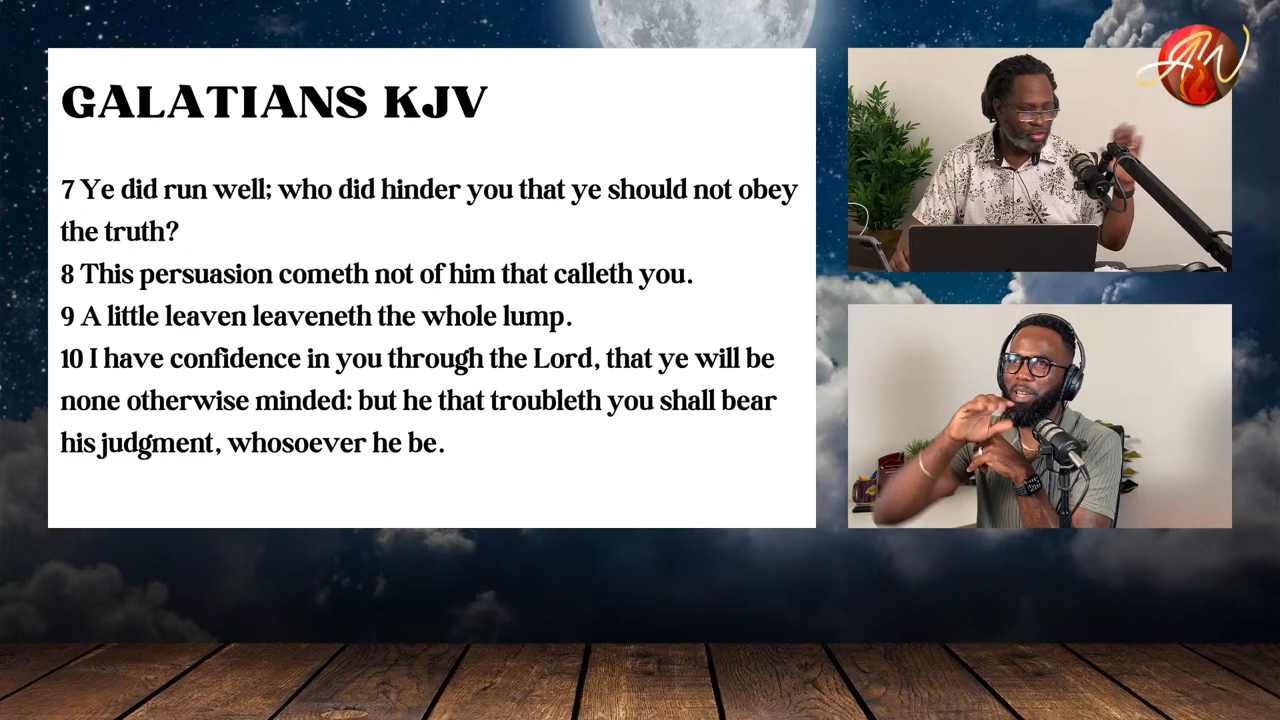 GALATIANS KJV
7 Ye did run well; who did hinder you that ye should not obey
the truth?
8 This persuasion cometh not of him that calleth you.
9 A little leaven leaveneth the whole lump.
10 I have confidence in you through the Lord, that ye will be
none otherwise minded: but he that troubleth you shall bear
his judgment, whosoever he be.
AW